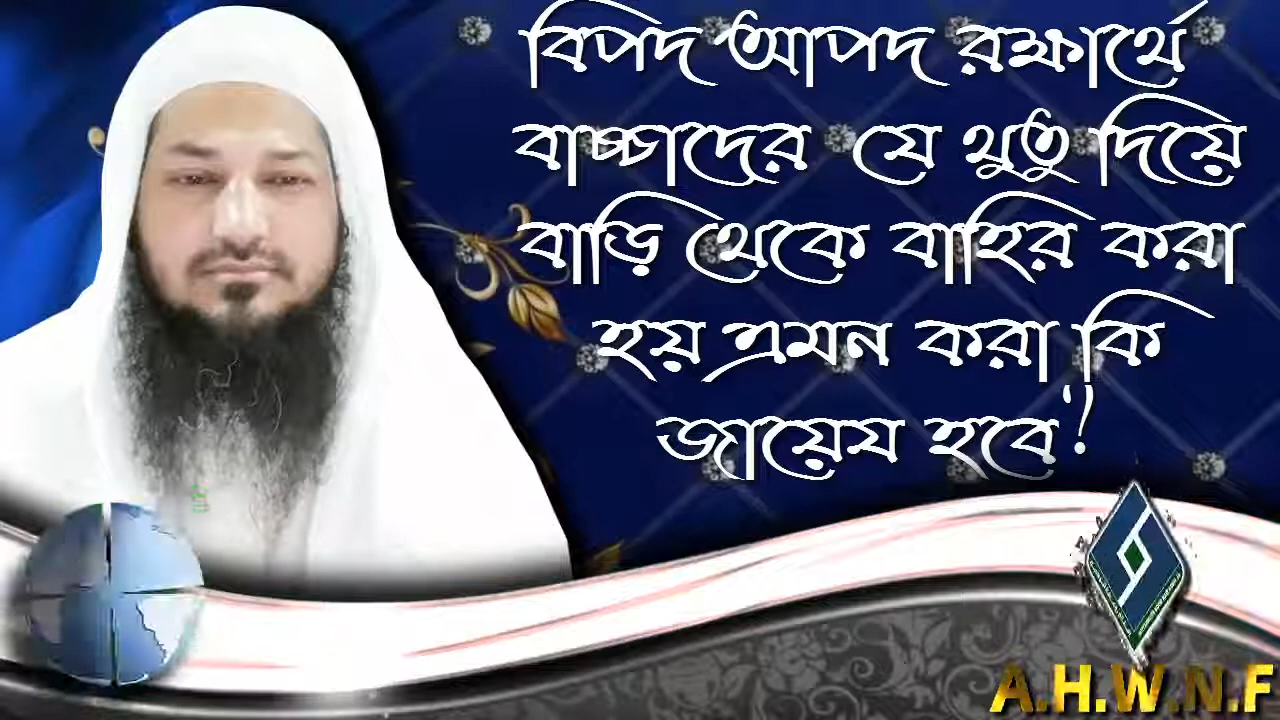 বিপদ আপদ রক্ষার্থে
বাচ্চাদের যে থুতু দিয়ে
বাড়ি থেকে বাহির করা
হয় এমন করা কি
জায়েয হবে?
A.H.W.N.F